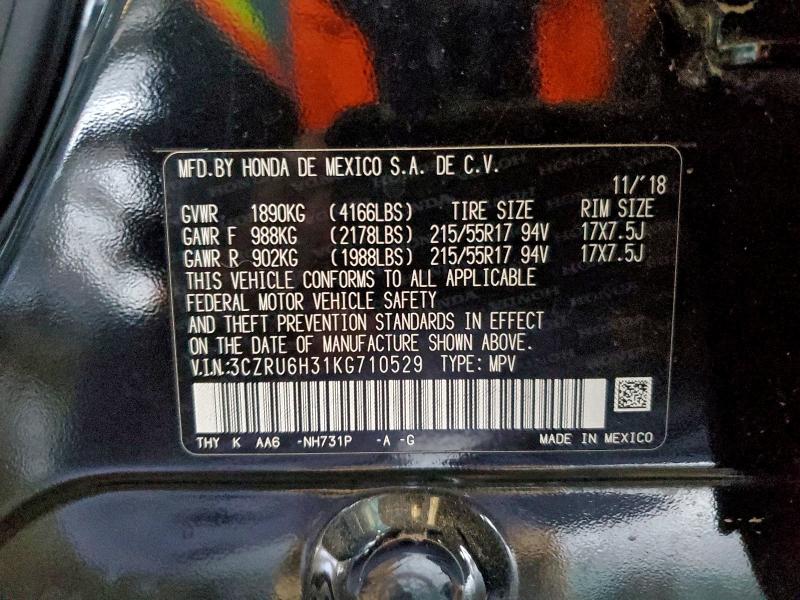 MFD.BY HONDA DE MEXICO S.A. DE C.V.
11/'18
GVWR 1890KG (4166LBS) TIRE SIZE RIM SIZE
GAWR F 988KG (2178LBS) 215/55R17 94V 17X7.5J
GAWR R 902KG (1988LBS) 215/55R17 94V 17X7.5J
THIS VEHICLE CONFORMS TO ALL APPLICABLE
FEDERAL MOTOR VEHICLE SAFETY
AND THEFT PREVENTION STANDARDS IN EFFECT
ON THE DATE OF MANUFACTURE SHOWN ABOVE.
V.I.N.:3CZRU6H31KG710529 TYPE: MPV
THY K AA6 -NH731P -A -G MADE IN MEXICO